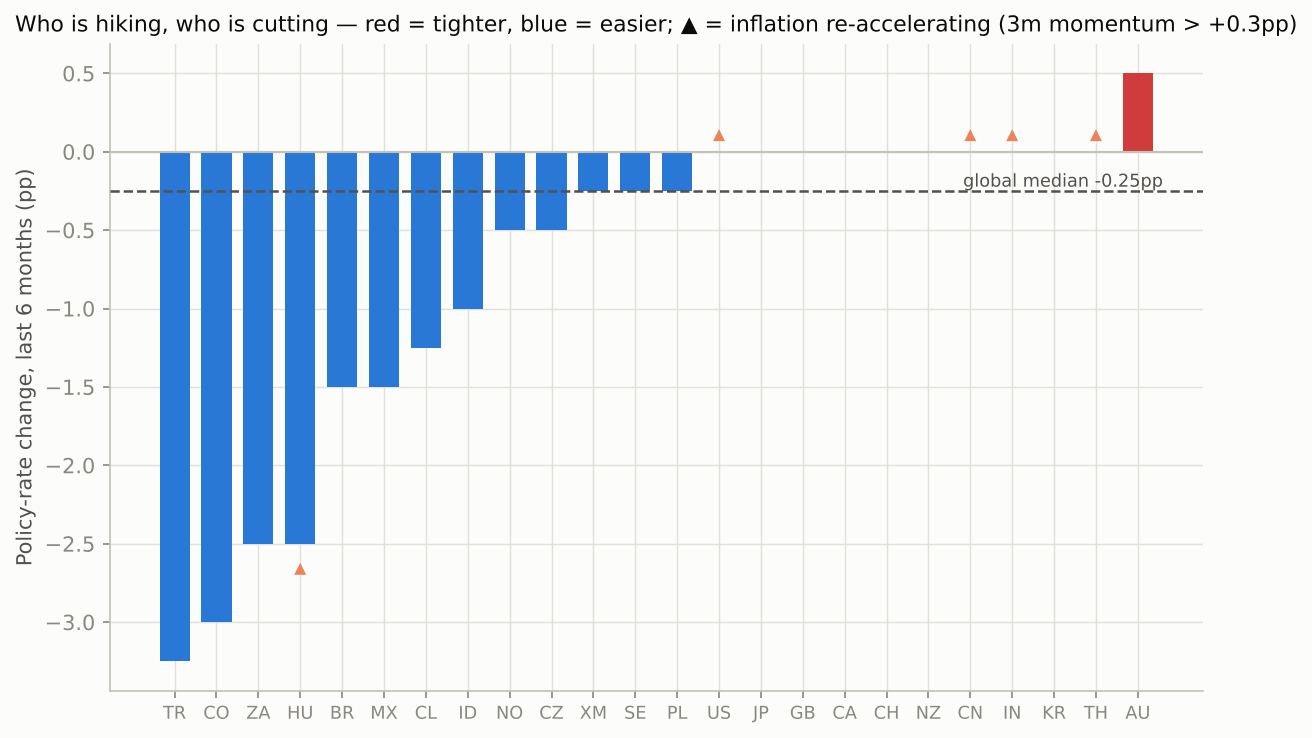 Who is hiking, who is cutting — red = tighter, blue = easier; ▲ = inflation re-accelerating (3m momentum > +0.3pp)
Policy-rate change, last 6 months (pp)
0.5
0.0
−0.5
−1.0
−1.5
−2.0
−2.5
−3.0
global median -0.25pp
TR CO ZA HU BR MX CL ID NO CZ XM SE PL US JP GB CA CH NZ CN IN KR TH AU